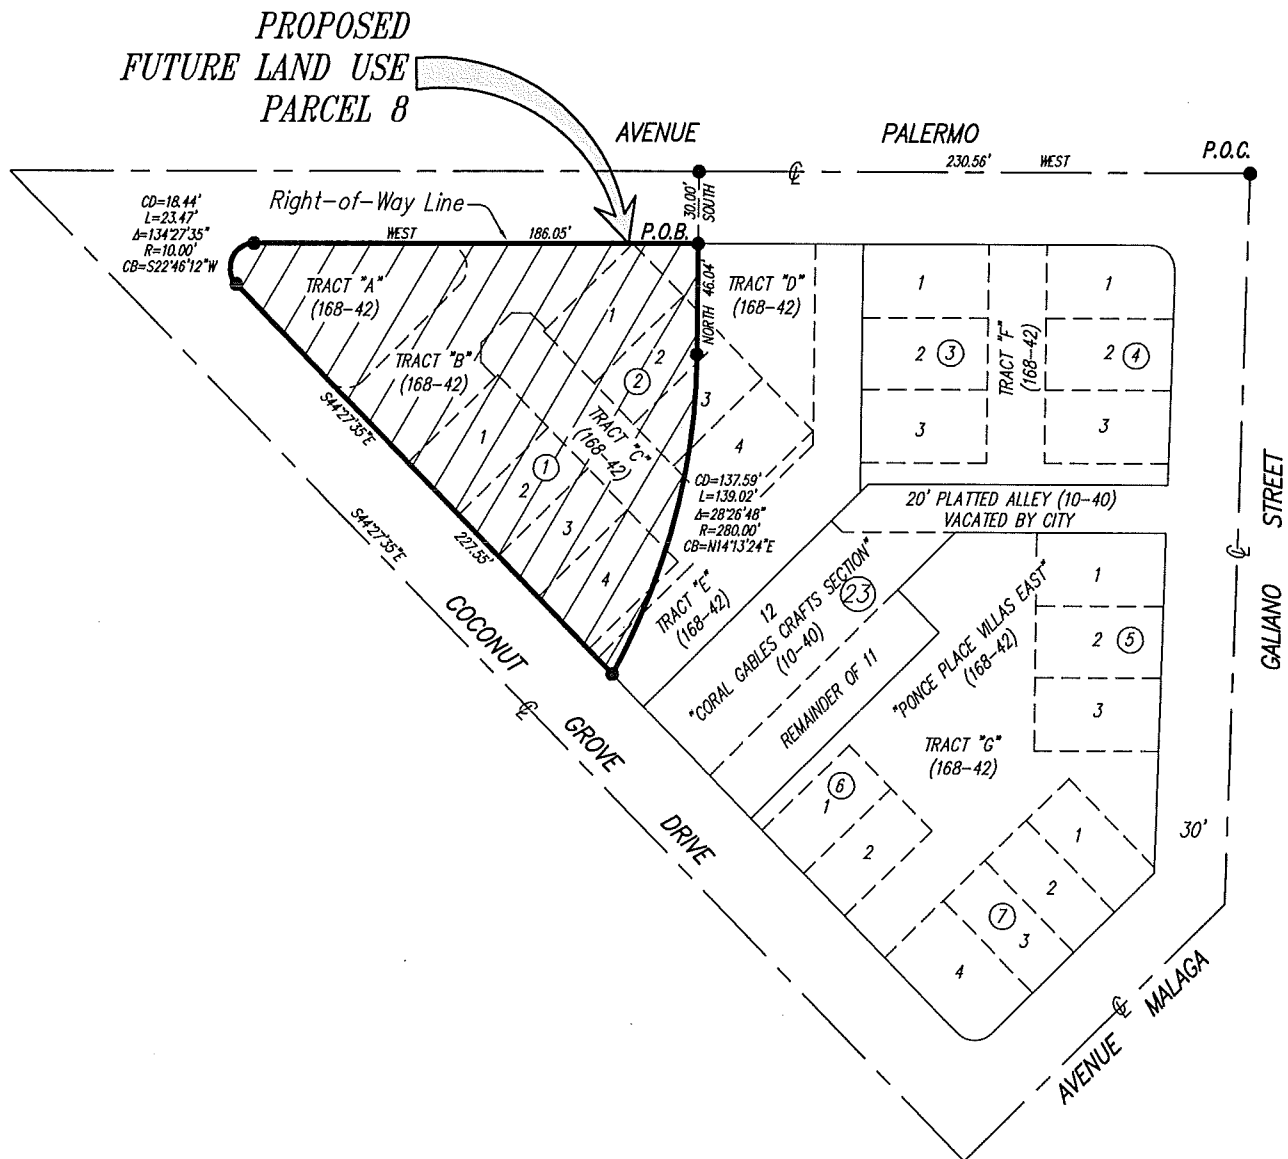 PROPOSED
FUTURE LAND USE
PARCEL 8
AVENUE
PALERMO
P.O.C.
230.56'
WEST
℄
30.00'
SOUTH
CD=18.44'
L=23.47'
Δ=134°27'35"
R=10.00'
CB=S22°46'12"W
Right-of-Way Line
WEST
186.05'
P.O.B.
NORTH 46.04'
TRACT "A"
(168-42)
TRACT "B"
(168-42)
1
2
②
3
4
TRACT "C"
(168-42)
1
①
2
3
4
TRACT "D"
(168-42)
1
2 ③
3
TRACT "F"
(168-42)
1
2 ④
3
S44°27'35"E
227.55'
S44°27'35"E
CD=137.59'
L=139.02'
Δ=28°26'48"
R=280.00'
CB=N14°13'24"E
20' PLATTED ALLEY (10-40)
VACATED BY CITY
TRACT "E"
(168-42)
12
"CORAL GABLES CRAFTS SECTION"
(10-40)
23
REMAINDER OF 11
"PONCE PLACE VILLAS EAST"
(168-42)
TRACT "G"
(168-42)
1
2 ⑤
3
⑥
1
2
1
2
⑦
3
4
30'
℄
GALIANO STREET
COCONUT
℄
GROVE
DRIVE
AVENUE
℄
MALAGA